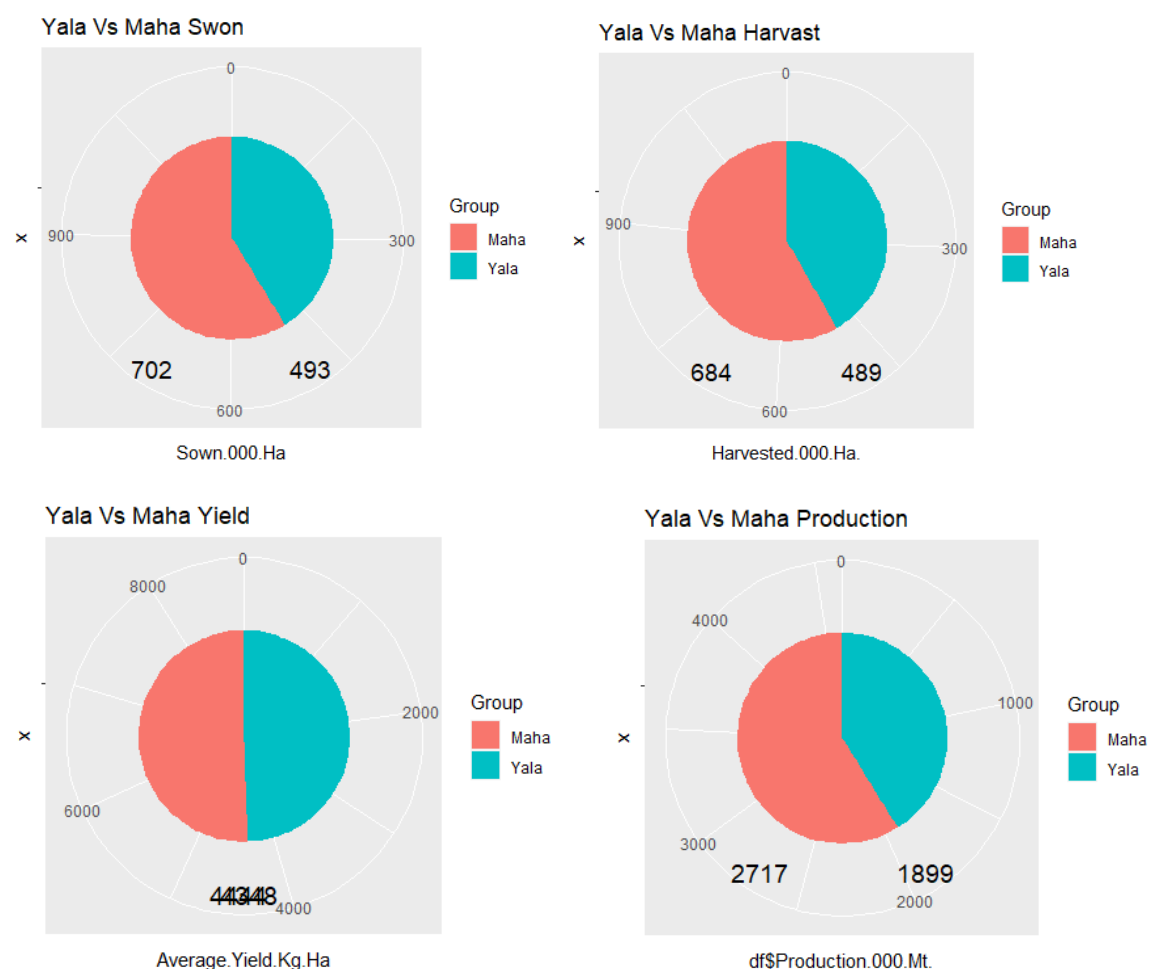 Yala Vs Maha Swon
0
300
600
900
702
493
x
Sown.000.Ha
Group
Maha
Yala
Yala Vs Maha Harvast
0
300
600
900
684
489
x
Harvested.000.Ha.
Group
Maha
Yala
Yala Vs Maha Yield
0
2000
4000
6000
8000
x
Average.Yield.Kg.Ha
Group
Maha
Yala
Yala Vs Maha Production
0
1000
2000
3000
4000
2717
1899
x
df$Production.000.Mt.
Group
Maha
Yala